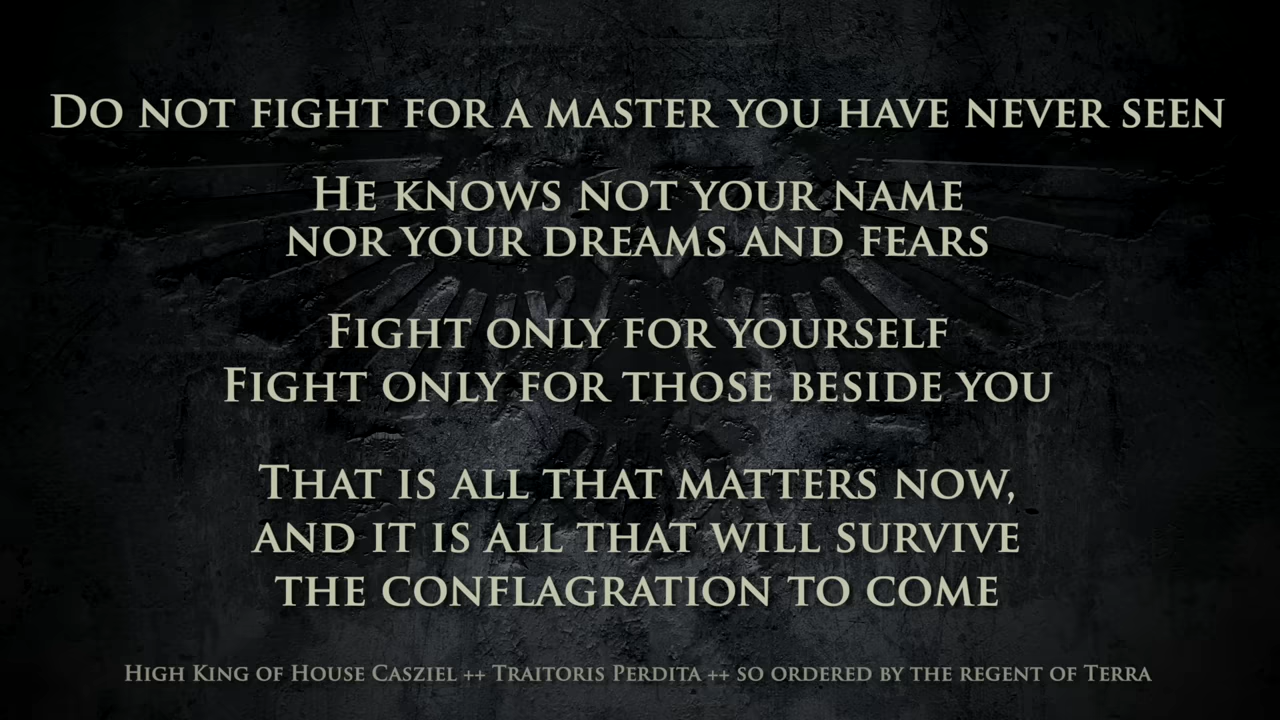 Do not fight for a master you have never seen
He knows not your name
nor your dreams and fears
Fight only for yourself
Fight only for those beside you
That is all that matters now,
and it is all that will survive
the conflagration to come
High King of House Casziel ++ Traitoris Perdita ++ so ordered by the regent of Terra